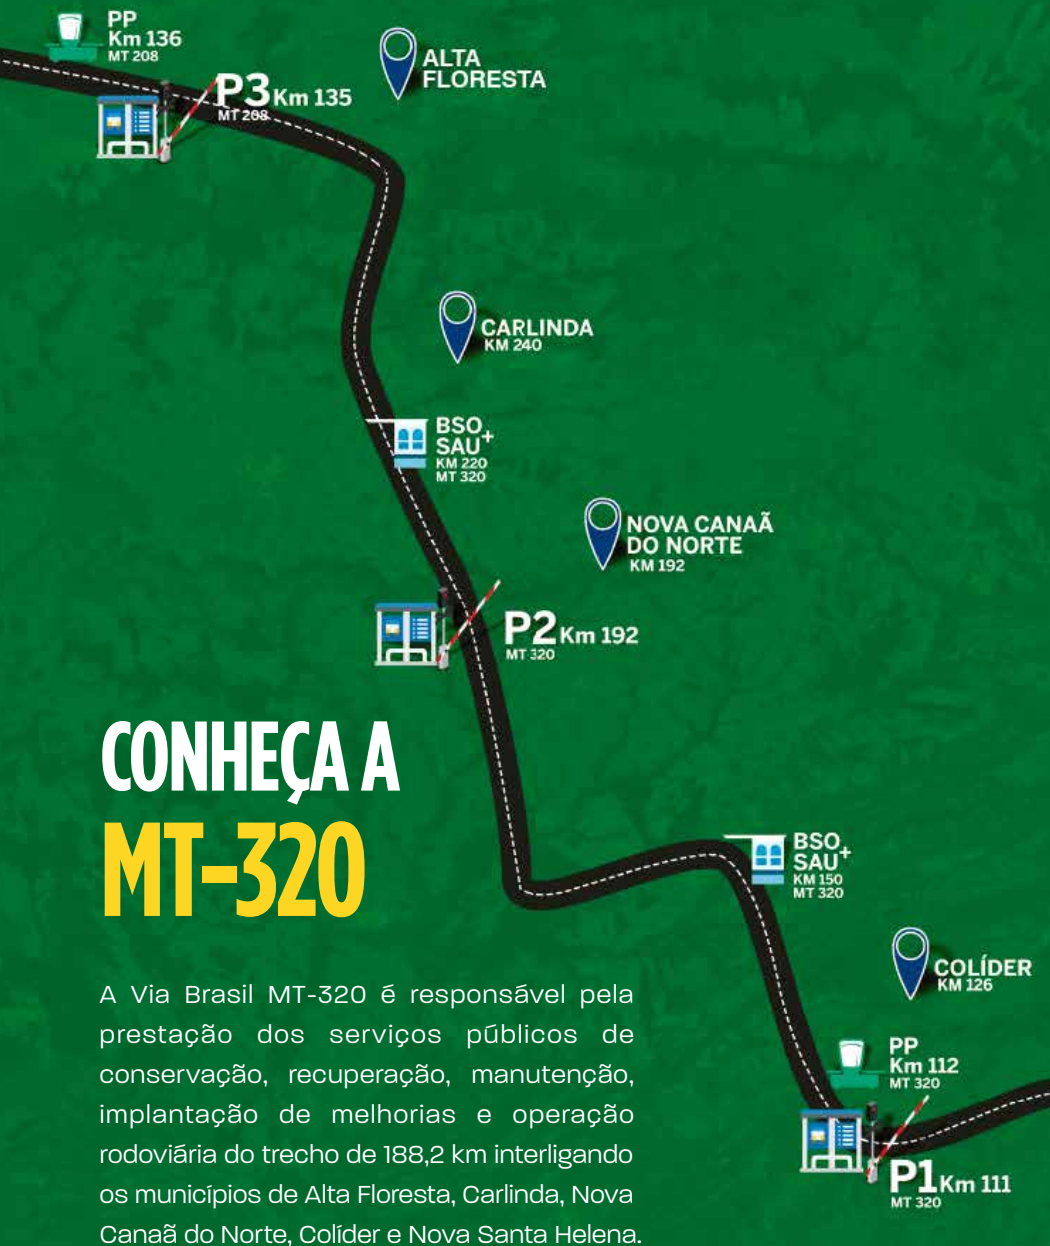 PP
Km 136
MT 208
P3 Km 135
MT 208
ALTA
FLORESTA
CARLINDA
KM 240
BSO
SAU+
KM 220
MT 320
NOVA CANAÃ
DO NORTE
KM 192
P2 Km 192
MT 320
CONHEÇA A
MT-320
BSO
SAU+
KM 150
MT 320
COLÍDER
KM 126
PP
Km 112
MT 320
P1 Km 111
MT 320
A Via Brasil MT-320 é responsável pela
prestação dos serviços públicos de
conservação, recuperação, manutenção,
implantação de melhorias e operação
rodoviária do trecho de 188,2 km interligando
os municípios de Alta Floresta, Carlinda, Nova
Canaã do Norte, Colíder e Nova Santa Helena.